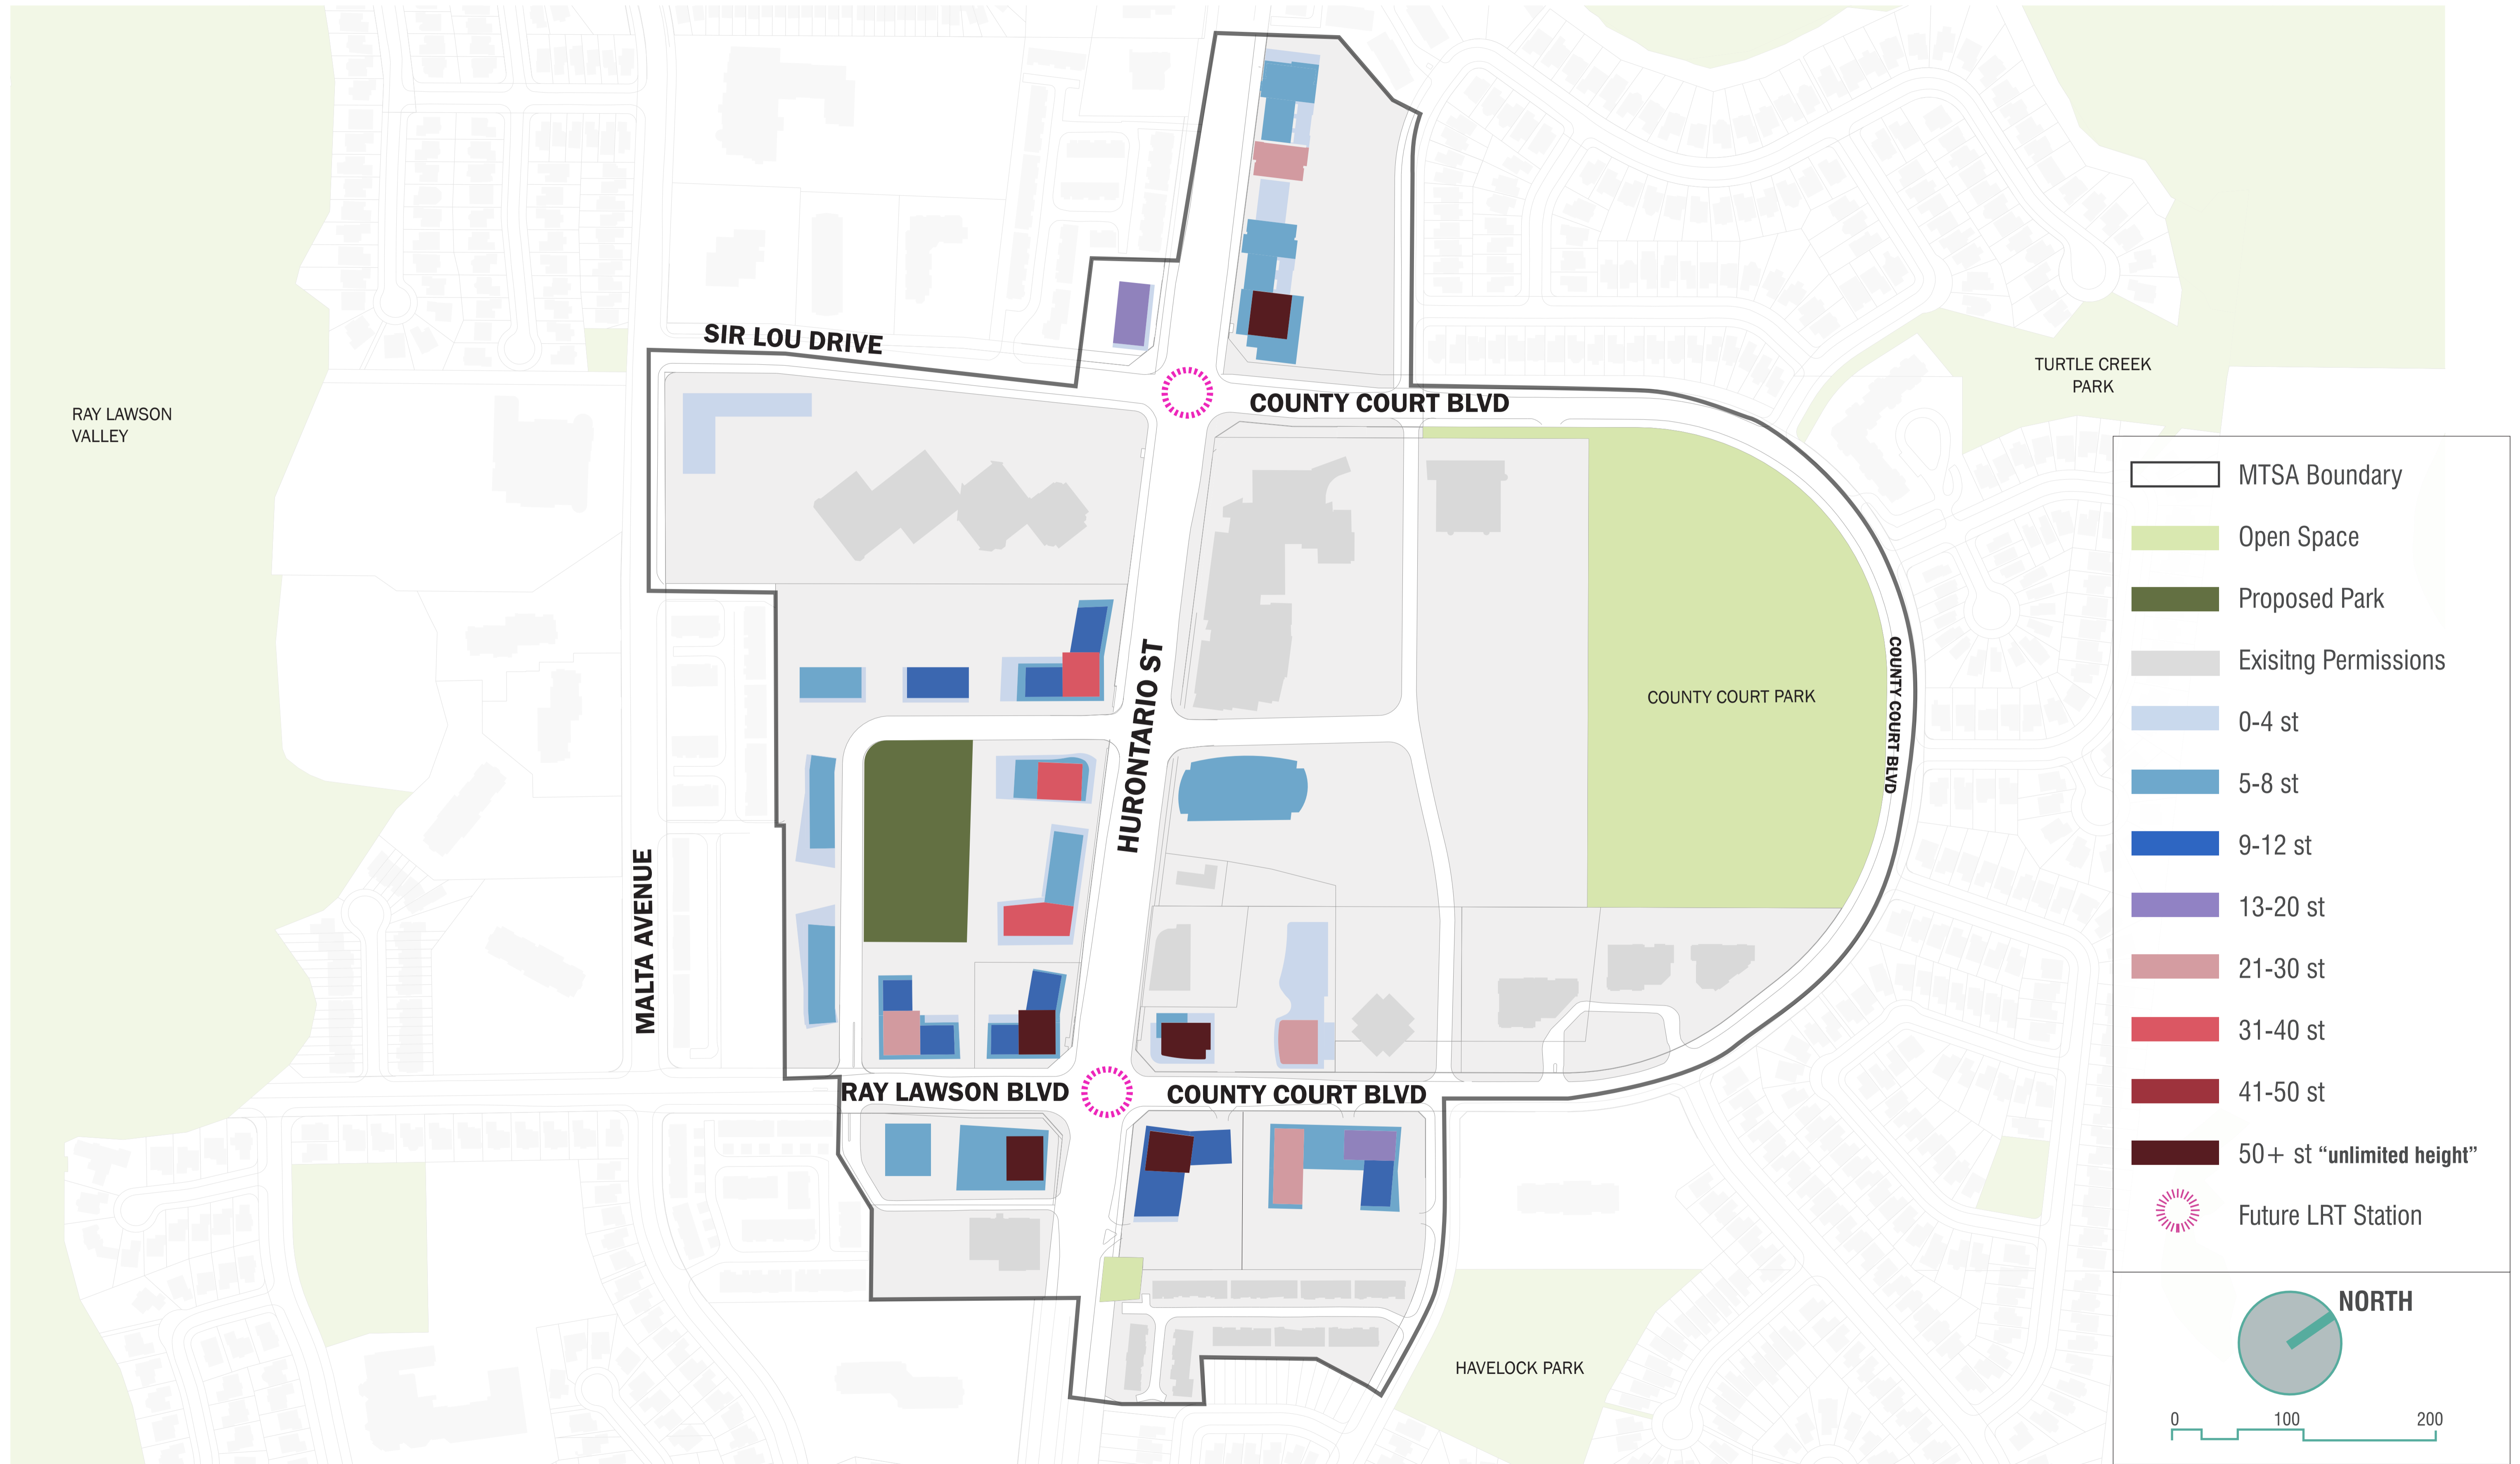 SIR LOU DRIVE
COUNTY COURT BLVD
TURTLE CREEK
PARK
RAY LAWSON
VALLEY
HURONTARIO ST
COUNTY COURT PARK
COUNTY COURT BLVD
MALTA AVENUE
RAY LAWSON BLVD
COUNTY COURT BLVD
HAVELOCK PARK
MTSA Boundary
Open Space
Proposed Park
Exisitng Permissions
0-4 st
5-8 st
9-12 st
13-20 st
21-30 st
31-40 st
41-50 st
50+ st “unlimited height”
Future LRT Station
NORTH
0 100 200